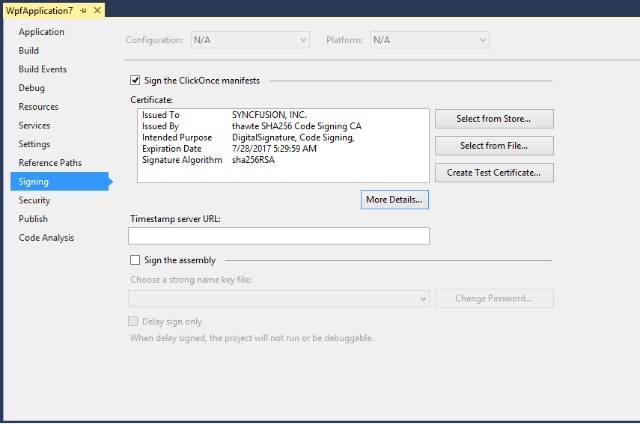 WpfApplication7
Application
Build
Build Events
Debug
Resources
Services
Settings
Reference Paths
Signing
Security
Publish
Code Analysis
Configuration: N/A Platform: N/A
Sign the ClickOnce manifests
Certificate:
Issued To SYNCFUSION, INC.
Issued By thawte SHA256 Code Signing CA
Intended Purpose DigitalSignature, Code Signing,
Expiration Date 7/28/2017 5:29:59 AM
Signature Algorithm sha256RSA
Select from Store...
Select from File...
Create Test Certificate...
More Details...
Timestamp server URL:
Sign the assembly
Choose a strong name key file:
Change Password...
Delay sign only
When delay signed, the project will not run or be debuggable.